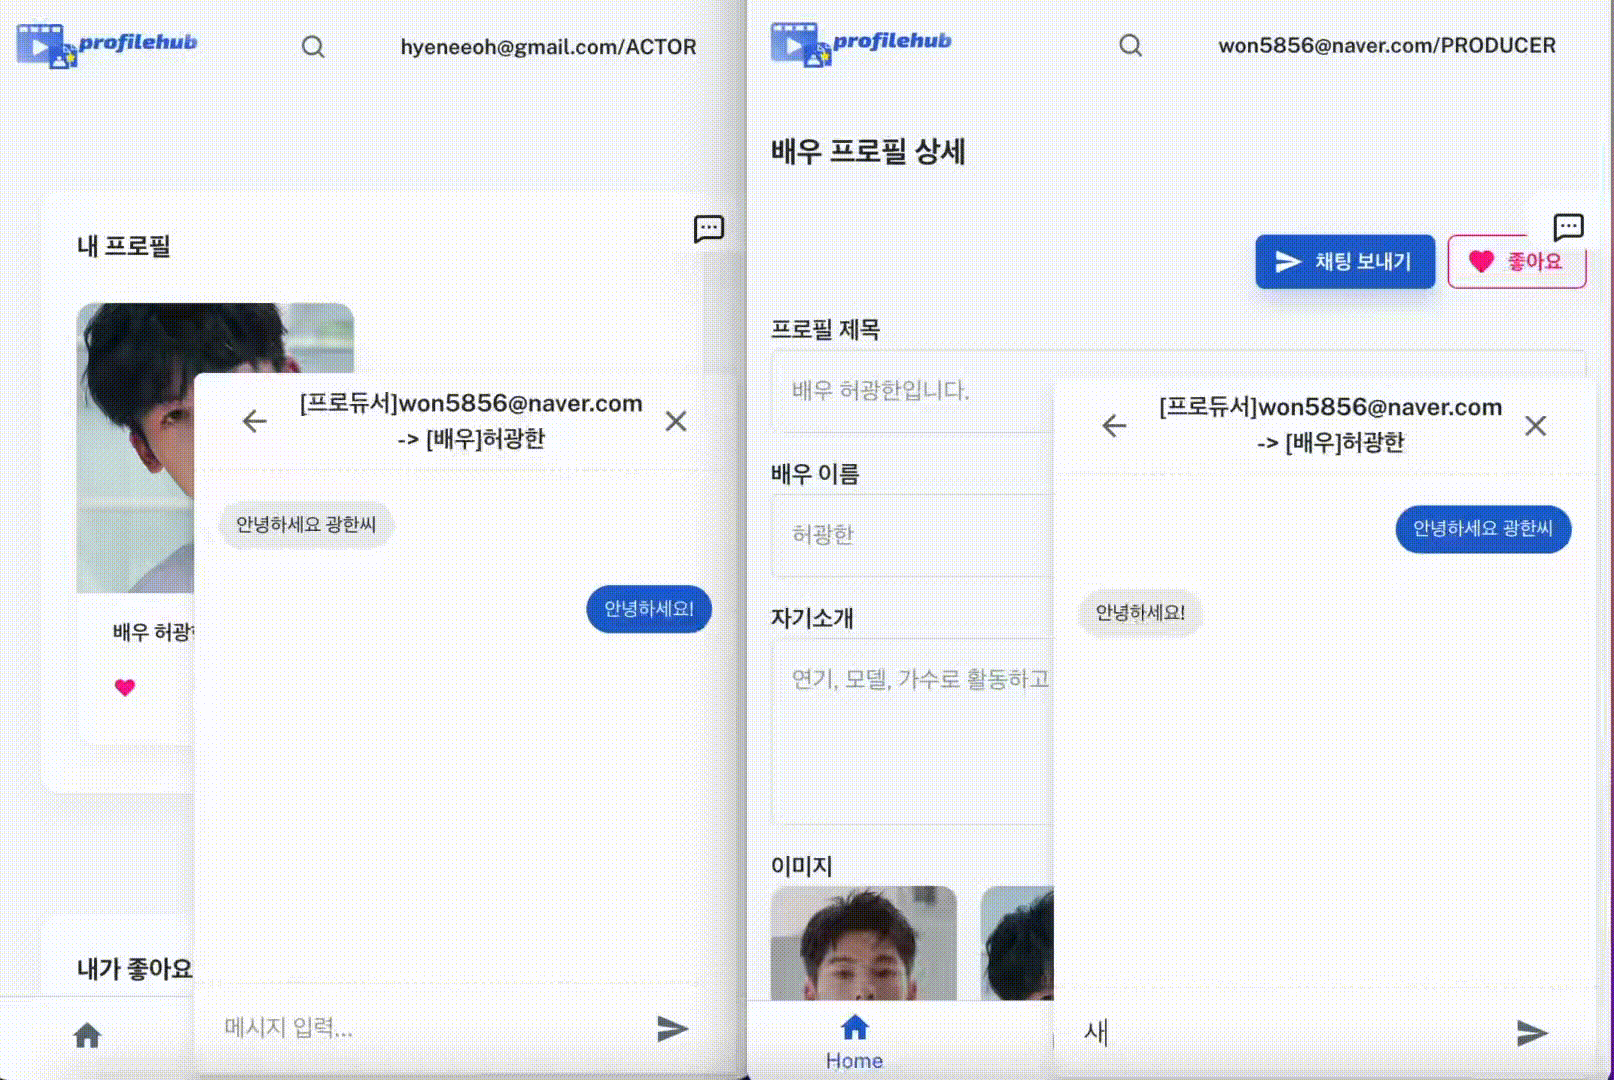 profilehub
hyeneeoh@gmail.com/ACTOR
내 프로필
[프로듀서]won5856@naver.com
-> [배우]허광한
안녕하세요 광한씨
안녕하세요!
배우 허광
내가 좋아요
메시지 입력...
profilehub
won5856@naver.com/PRODUCER
배우 프로필 상세
채팅 보내기
좋아요
프로필 제목
배우 허광한입니다.
배우 이름
허광한
자기소개
연기, 모델, 가수로 활동하고
이미지
Home
[프로듀서]won5856@naver.com
-> [배우]허광한
안녕하세요 광한씨
안녕하세요!
새